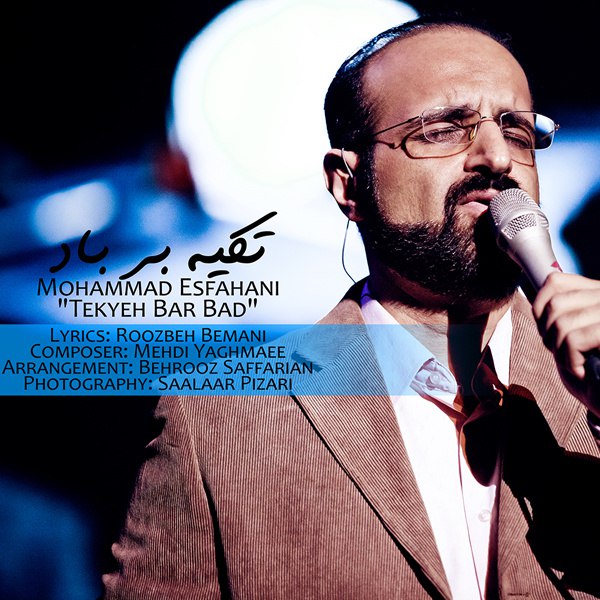 تکیه بر باد
MOHAMMAD ESFAHANI
"TEKYEH BAR BAD"
LYRICS: ROOZBEH BEMANI
COMPOSER: MEHDI YAGHMAEE
ARRANGEMENT: BEHROOZ SAFFARIAN
PHOTOGRAPHY: SAALAAR PIZARI